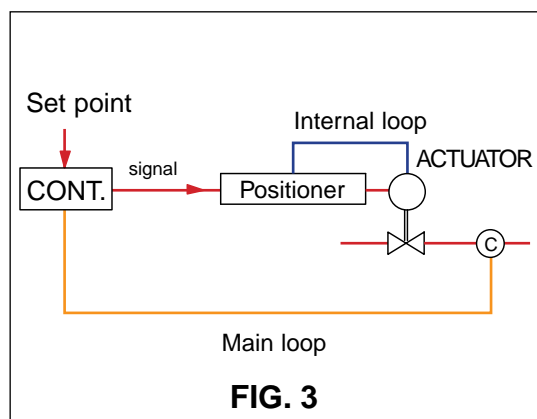 Set point
Internal loop
ACTUATOR
signal
CONT.
Positioner
C
Main loop
FIG. 3